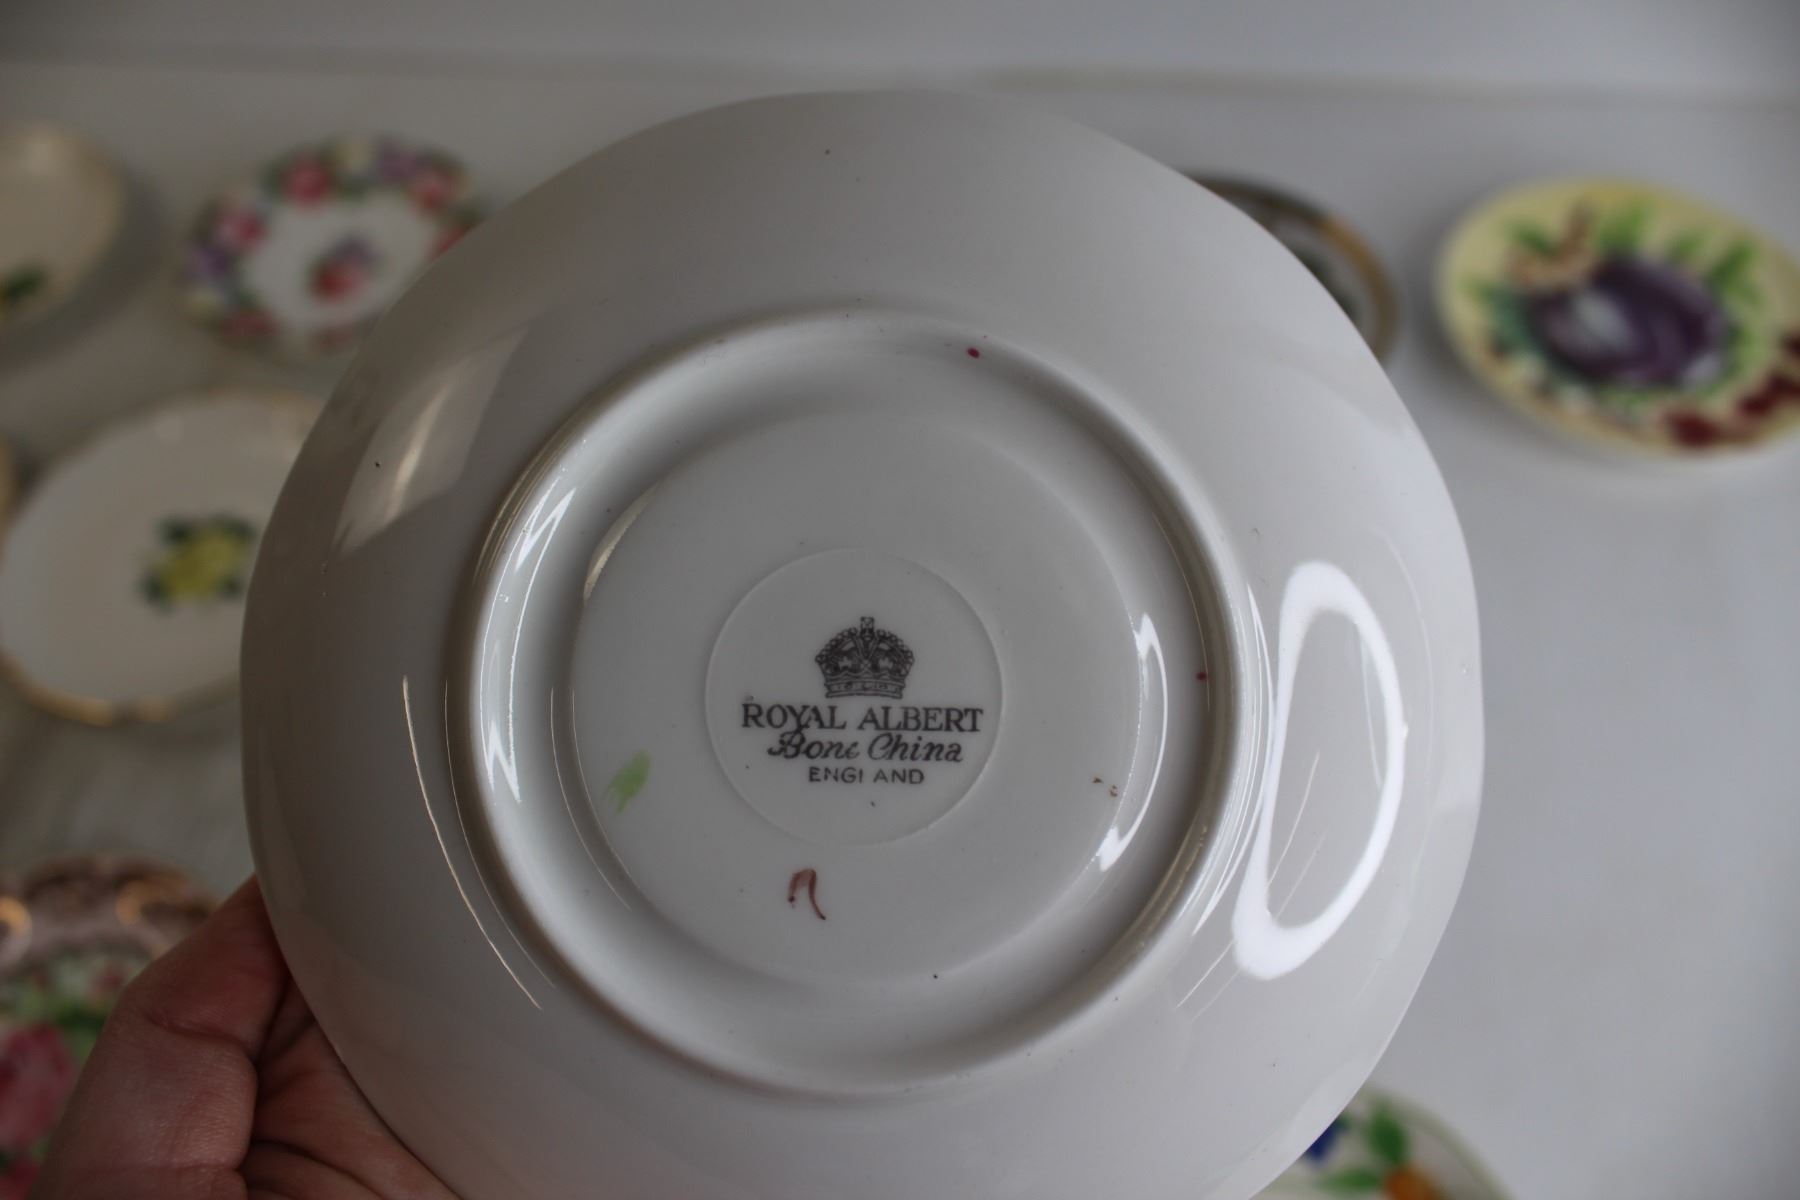 ROYAL ALBERT
Bone China
ENGLAND